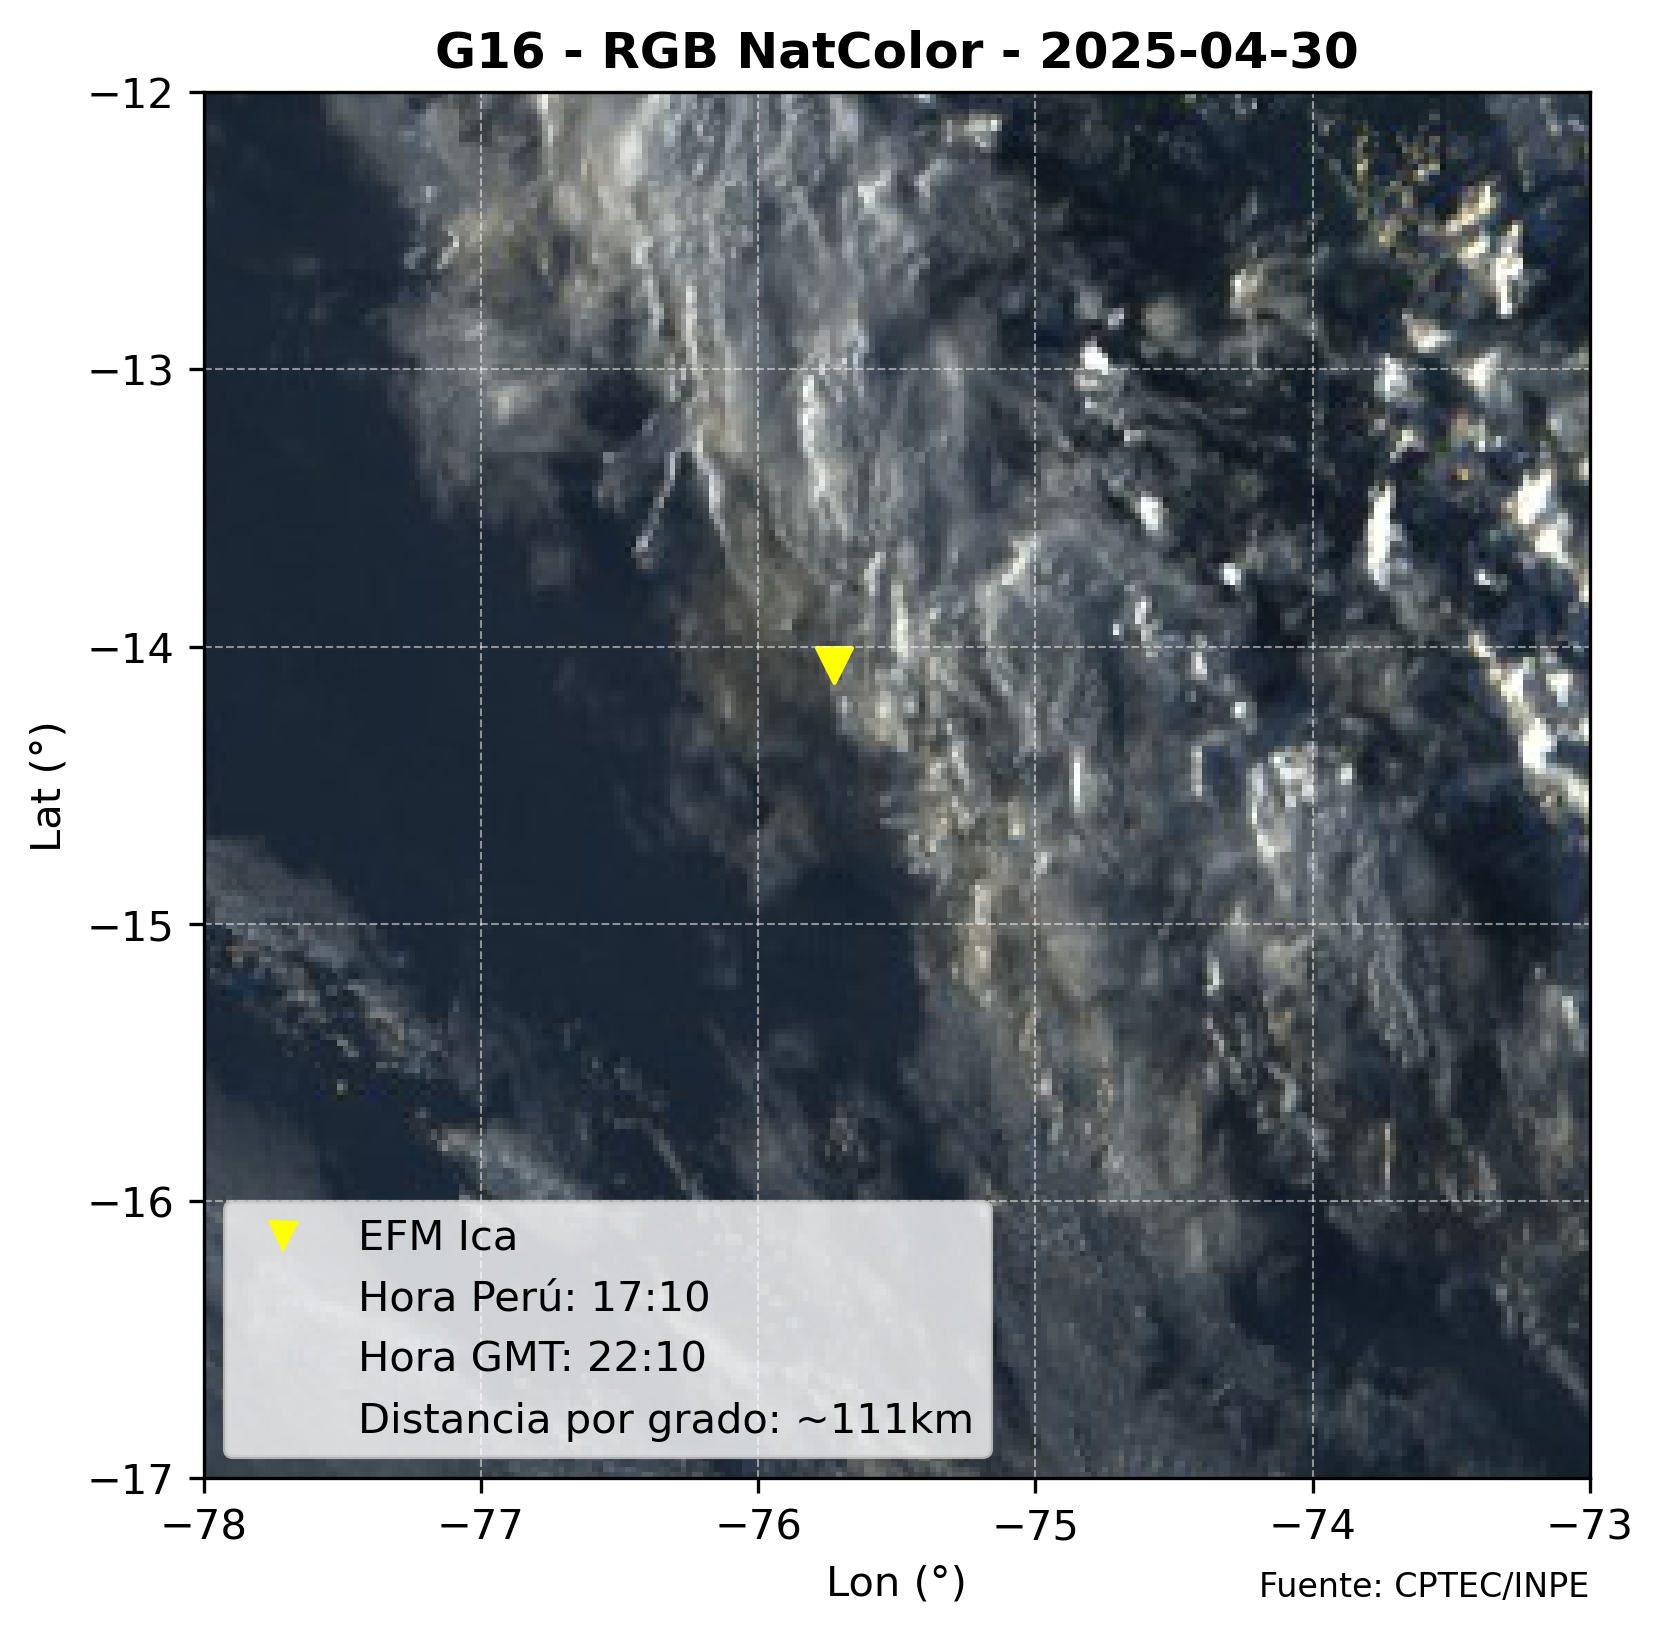 G16 - RGB NatColor - 2025-04-30
−12
−13
−14
−15
−16
−17
Lat (°)
EFM Ica
Hora Perú: 17:10
Hora GMT: 22:10
Distancia por grado: ~111km
−78 −77 −76 −75 −74 −73
Lon (°)
Fuente: CPTEC/INPE